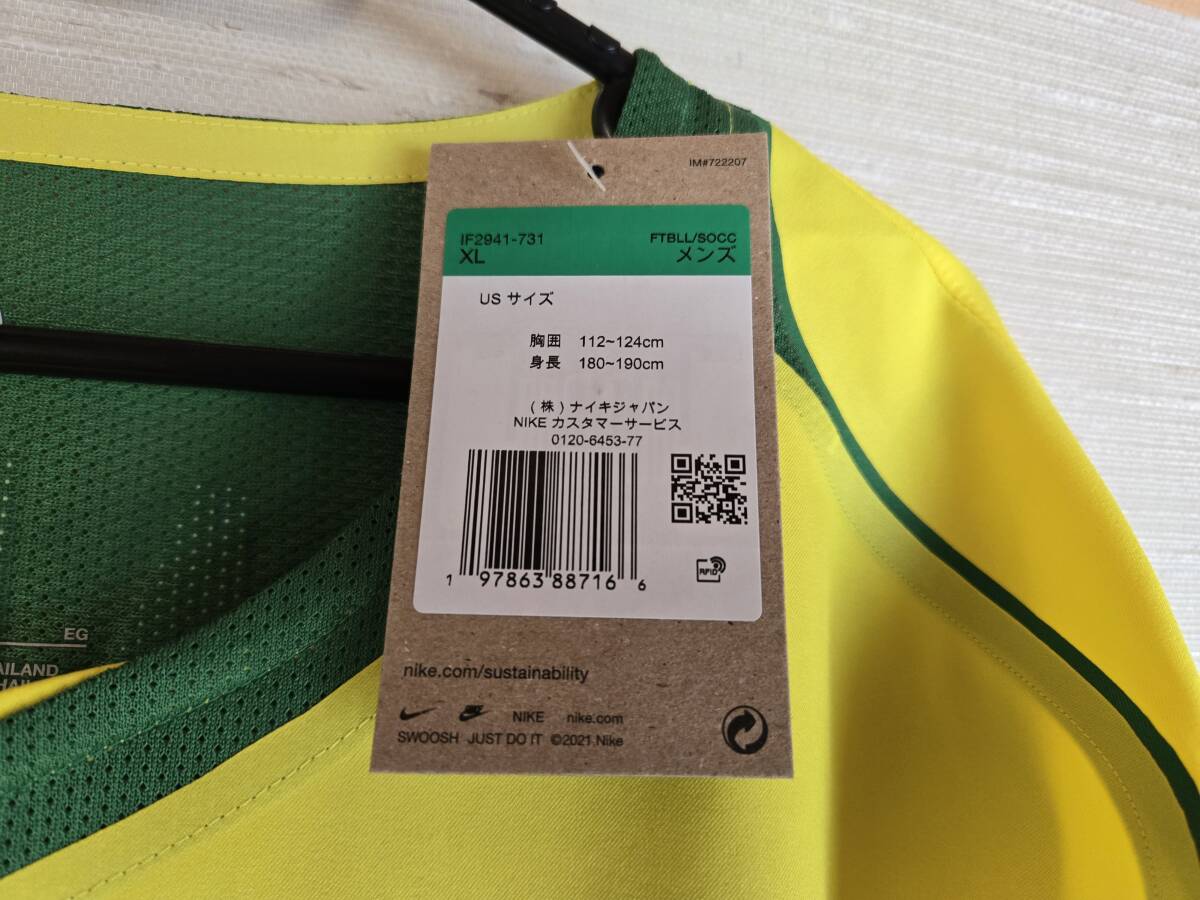 IM#722207
IF2941-731 FTBLL/SOCC
XL メンズ
US サイズ
胸囲 112~124cm
身長 180~190cm
(株)ナイキジャパン
NIKE カスタマーサービス
0120-6453-77
1 97863 88716 6
RFID
nike.com/sustainability
NIKE nike.com
SWOOSH JUST DO IT ©2021 Nike
EG
AILAND